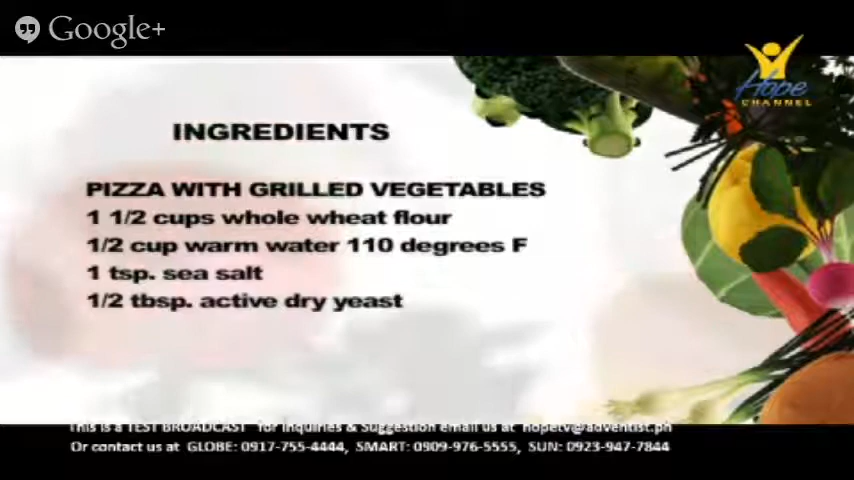 Google+
Hope
CHANNEL
INGREDIENTS
PIZZA WITH GRILLED VEGETABLES
1 1/2 cups whole wheat flour
1/2 cup warm water 110 degrees F
1 tsp. sea salt
1/2 tbsp. active dry yeast
This is a TEST BROADCAST for Inquiries & Suggestion email us at hopetv@adventist.ph
Or contact us at GLOBE: 0917-755-4444, SMART: 0909-976-5555, SUN: 0923-947-7844